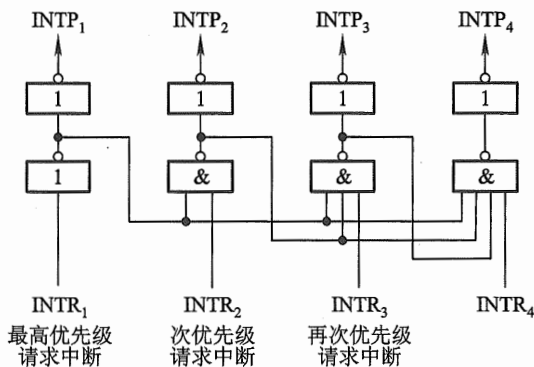 INTP₁ INTP₂ INTP₃ INTP₄
1 1 1 1
1 & & &
INTR₁ INTR₂ INTR₃ INTR₄
最高优先级 次优先级 再次优先级
请求中断 请求中断 请求中断